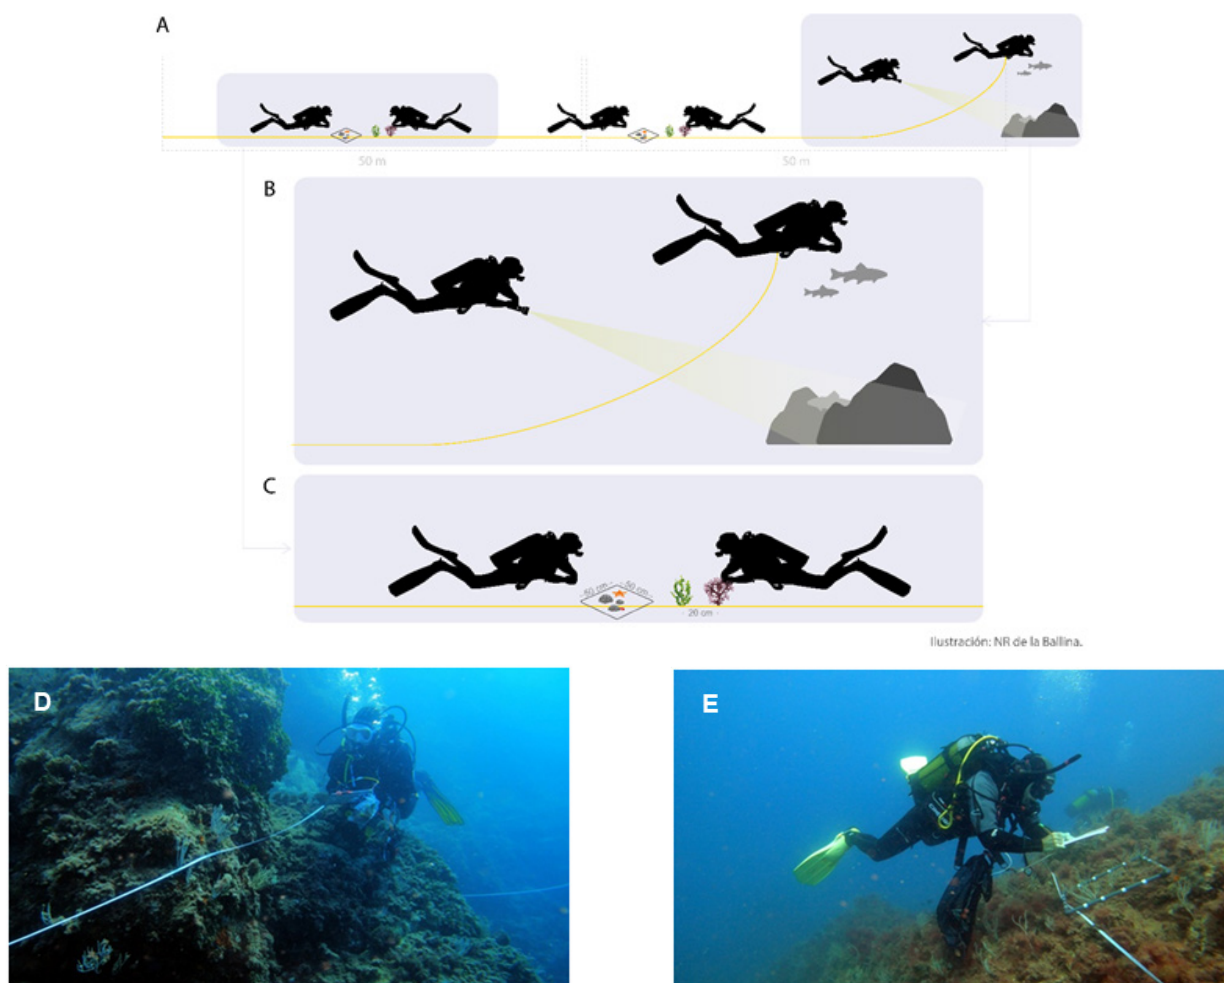 A
50 m
50 m
B
C
- 50 cm -
- 50 cm -
- 20 cm -
Ilustración: NR de la Ballina.
D
E